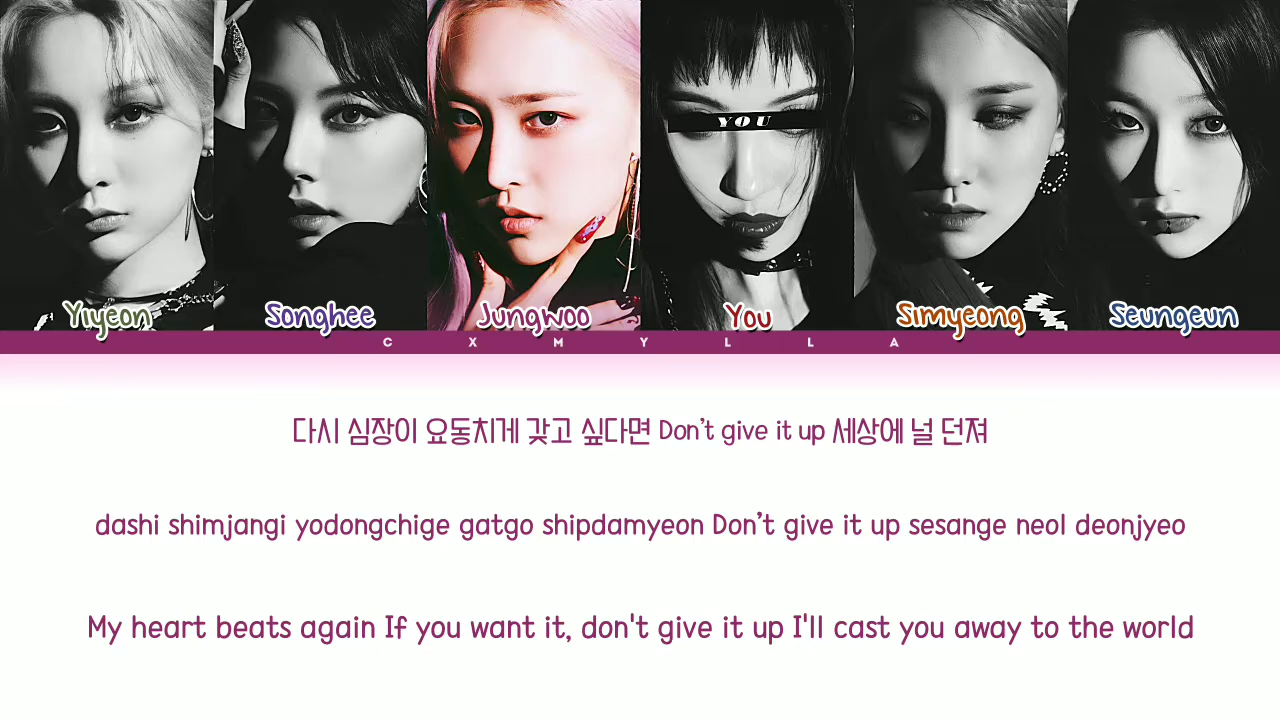 YOU
Yiyeon Songhee Jungwoo You Simyeong Seungeun
C X M Y L L A
다시 심장이 요동치게 갖고 싶다면 Don’t give it up 세상에 널 던져
dashi shimjangi yodongchige gatgo shipdamyeon Don’t give it up sesange neol deonjyeo
My heart beats again If you want it, don't give it up I'll cast you away to the world